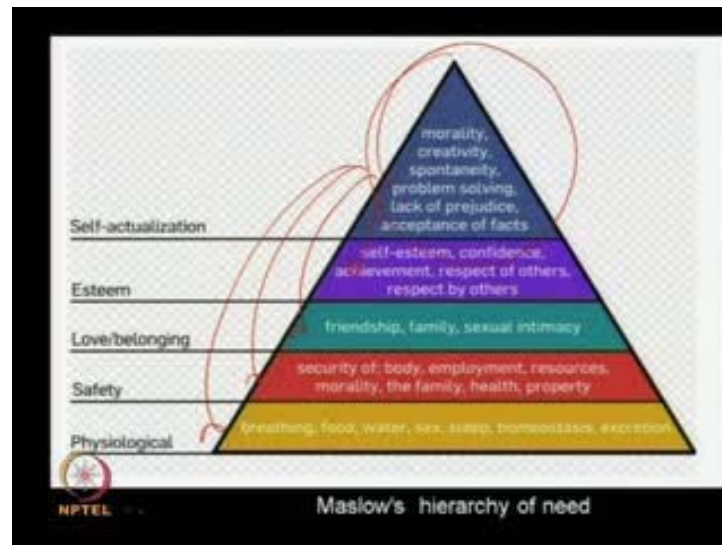 morality,
creativity,
spontaneity,
problem solving,
lack of prejudice,
acceptance of facts
Self-actualization
self-esteem, confidence,
achievement, respect of others,
respect by others
Esteem
friendship, family, sexual intimacy
Love/belonging
security of: body, employment, resources,
morality, the family, health, property
Safety
breathing, food, water, sex, sleep, homeostasis, excretion
Physiological
NPTEL
Maslow's hierarchy of need